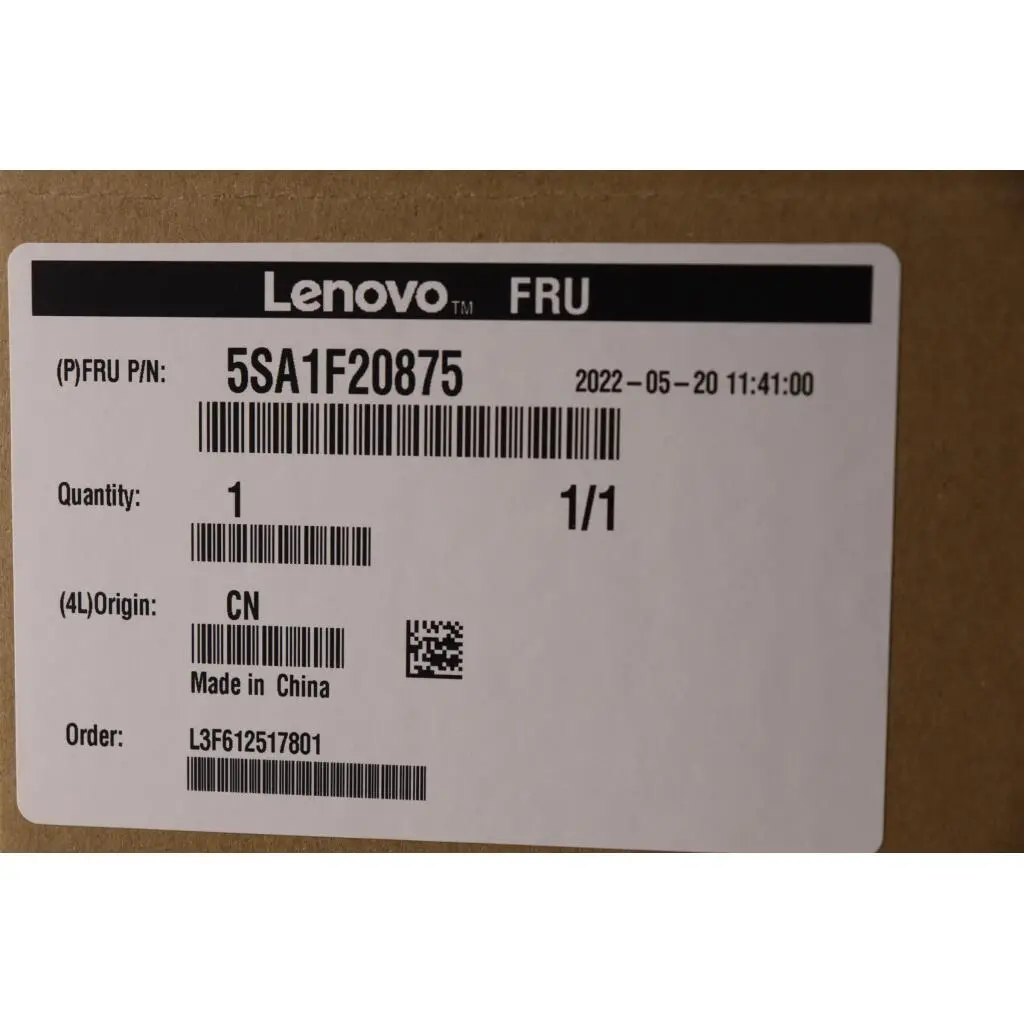 Lenovo™ FRU
(P)FRU P/N: 5SA1F20875 2022-05-20 11:41:00
Quantity: 1 1/1
(4L)Origin: CN
Made in China
Order: L3F612517801